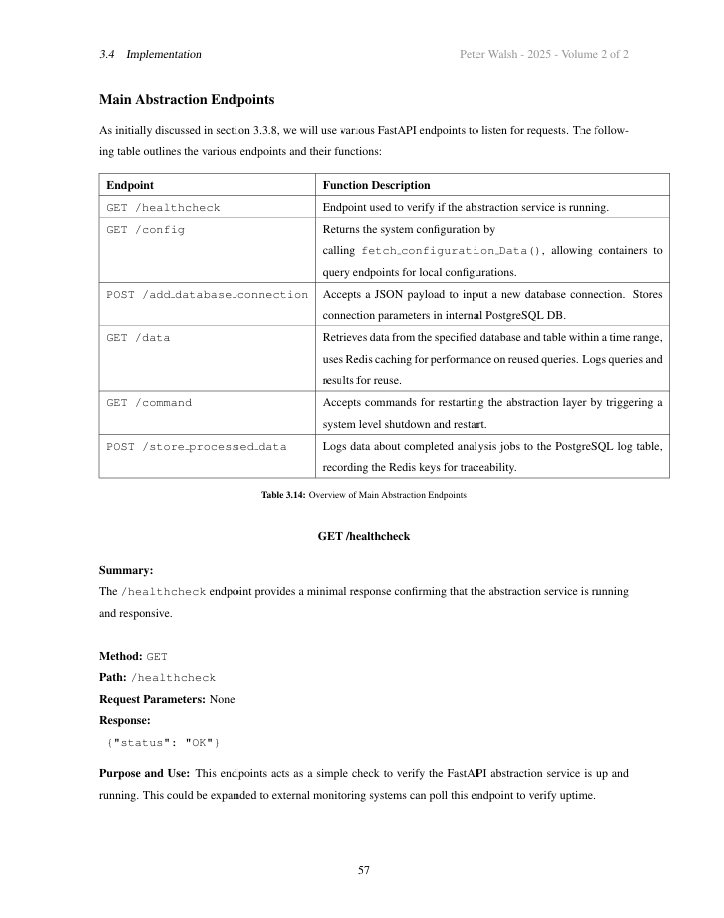 3.4 Implementation
Peter Walsh - 2025 - Volume 2 of 2
Main Abstraction Endpoints
As initially discussed in section 3.3.8, we will use various FastAPI endpoints to listen for requests. The follow-
ing table outlines the various endpoints and their functions:
Endpoint
Function Description
GET /healthcheck
Endpoint used to verify if the abstraction service is running.
GET /config
Returns the system configuration by
calling fetch_configuration_Data(), allowing containers to
query endpoints for local configurations.
POST /add_database_connection
Accepts a JSON payload to input a new database connection. Stores
connection parameters in internal PostgreSQL DB.
GET /data
Retrieves data from the specified database and table within a time range,
uses Redis caching for performance on reused queries. Logs queries and
results for reuse.
GET /command
Accepts commands for restarting the abstraction layer by triggering a
system level shutdown and restart.
POST /store_processed_data
Logs data about completed analysis jobs to the PostgreSQL log table,
recording the Redis keys for traceability.
Table 3.14: Overview of Main Abstraction Endpoints
GET /healthcheck
Summary:
The /healthcheck endpoint provides a minimal response confirming that the abstraction service is running
and responsive.
Method: GET
Path: /healthcheck
Request Parameters: None
Response:
{"status": "OK"}
Purpose and Use: This endpoints acts as a simple check to verify the FastAPI abstraction service is up and
running. This could be expanded to external monitoring systems can poll this endpoint to verify uptime.
57